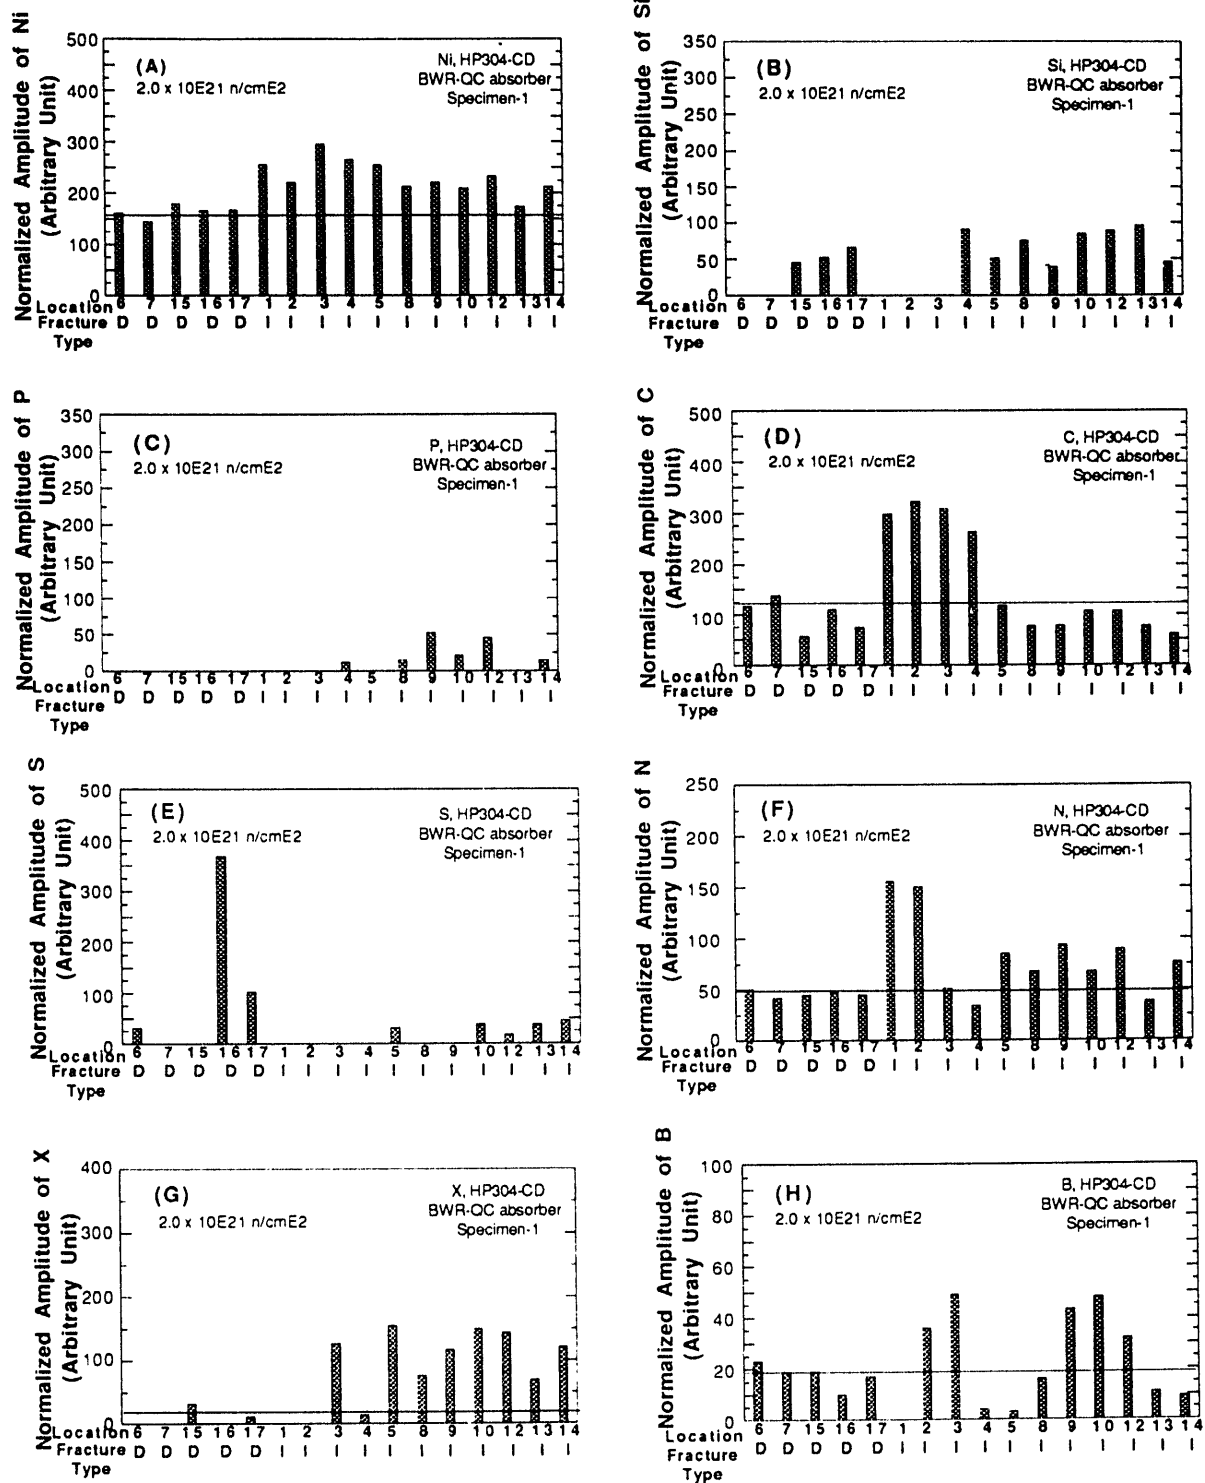 Normalized Amplitude of Ni
(Arbitrary Unit)
500
400
300
200
100
0
(A)
2.0 x 10E21 n/cmE2
Ni, HP304-CD
BWR-QC absorber
Specimen-1
Location 6 7 15 16 17 1 2 3 4 5 8 9 10 12 13 14
Fracture D D D D D I I I I I I I I I I I
Type
Normalized Amplitude of Si
(Arbitrary Unit)
350
300
250
200
150
100
50
0
(B)
2.0 x 10E21 n/cmE2
Si, HP304-CD
BWR-QC absorber
Specimen-1
Location 6 7 15 16 17 1 2 3 4 5 8 9 10 12 13 14
Fracture D D D D D I I I I I I I I I I I
Type
Normalized Amplitude of P
(Arbitrary Unit)
350
300
250
200
150
100
50
0
(C)
2.0 x 10E21 n/cmE2
P, HP304-CD
BWR-QC absorber
Specimen-1
Location 6 7 15 16 17 1 2 3 4 5 8 9 10 12 13 14
Fracture D D D D D I I I I I I I I I I I
Type
Normalized Amplitude of C
(Arbitrary Unit)
500
400
300
200
100
0
(D)
2.0 x 10E21 n/cmE2
C, HP304-CD
BWR-QC absorber
Specimen-1
Location 6 7 15 16 17 1 2 3 4 5 8 9 10 12 13 14
Fracture D D D D D I I I I I I I I I I I
Type
Normalized Amplitude of S
(Arbitrary Unit)
500
400
300
200
100
0
(E)
2.0 x 10E21 n/cmE2
S, HP304-CD
BWR-QC absorber
Specimen-1
Location 6 7 15 16 17 1 2 3 4 5 8 9 10 12 13 14
Fracture D D D D D I I I I I I I I I I I
Type
Normalized Amplitude of N
(Arbitrary Unit)
250
200
150
100
50
0
(F)
2.0 x 10E21 n/cmE2
N, HP304-CD
BWR-QC absorber
Specimen-1
Location 6 7 15 16 17 1 2 3 4 5 8 9 10 12 13 14
Fracture D D D D D I I I I I I I I I I I
Type
Normalized Amplitude of X
(Arbitrary Unit)
400
300
200
100
0
(G)
2.0 x 10E21 n/cmE2
X, HP304-CD
BWR-QC absorber
Specimen-1
Location 6 7 15 16 17 1 2 3 4 5 8 9 10 12 13 14
Fracture D D D D D I I I I I I I I I I I
Type
Normalized Amplitude of B
(Arbitrary Unit)
100
80
60
40
20
0
(H)
2.0 x 10E21 n/cmE2
B, HP304-CD
BWR-QC absorber
Specimen-1
Location 6 7 15 16 17 1 2 3 4 5 8 9 10 12 13 14
Fracture D D D D D I I I I I I I I I I I
Type